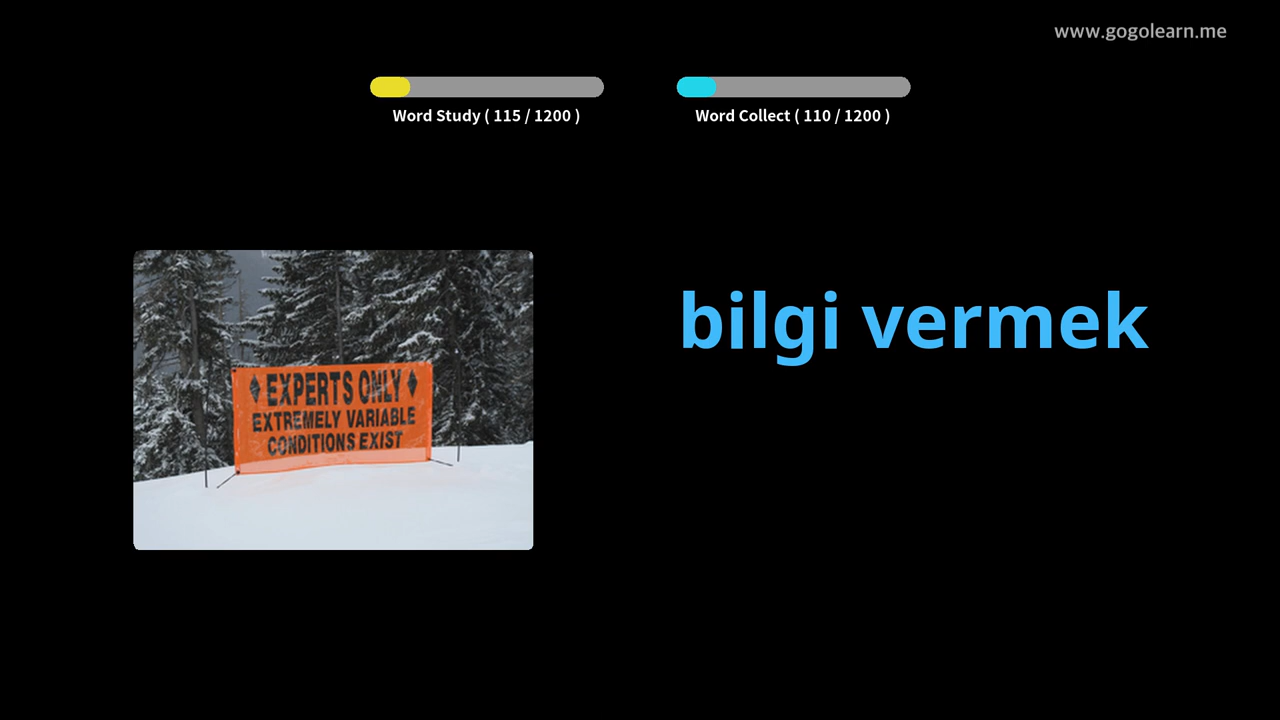 www.gogolearn.me
Word Study ( 115 / 1200 )
Word Collect ( 110 / 1200 )
EXPERTS ONLY
EXTREMELY VARIABLE
CONDITIONS EXIST
bilgi vermek